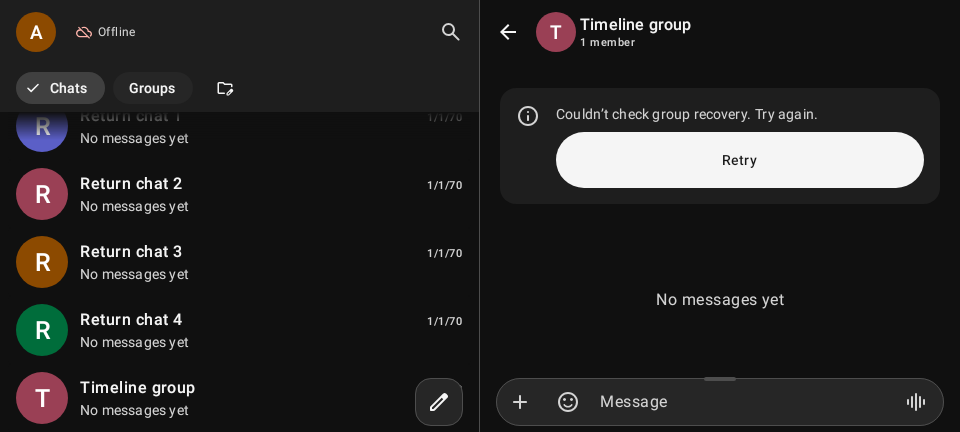 A
Offline
Chats
Groups
R
Return chat 1
1/1/70
No messages yet
R
Return chat 2
1/1/70
No messages yet
R
Return chat 3
1/1/70
No messages yet
R
Return chat 4
1/1/70
No messages yet
T
Timeline group
No messages yet
T
Timeline group
1 member
Couldn't check group recovery. Try again.
Retry
No messages yet
Message